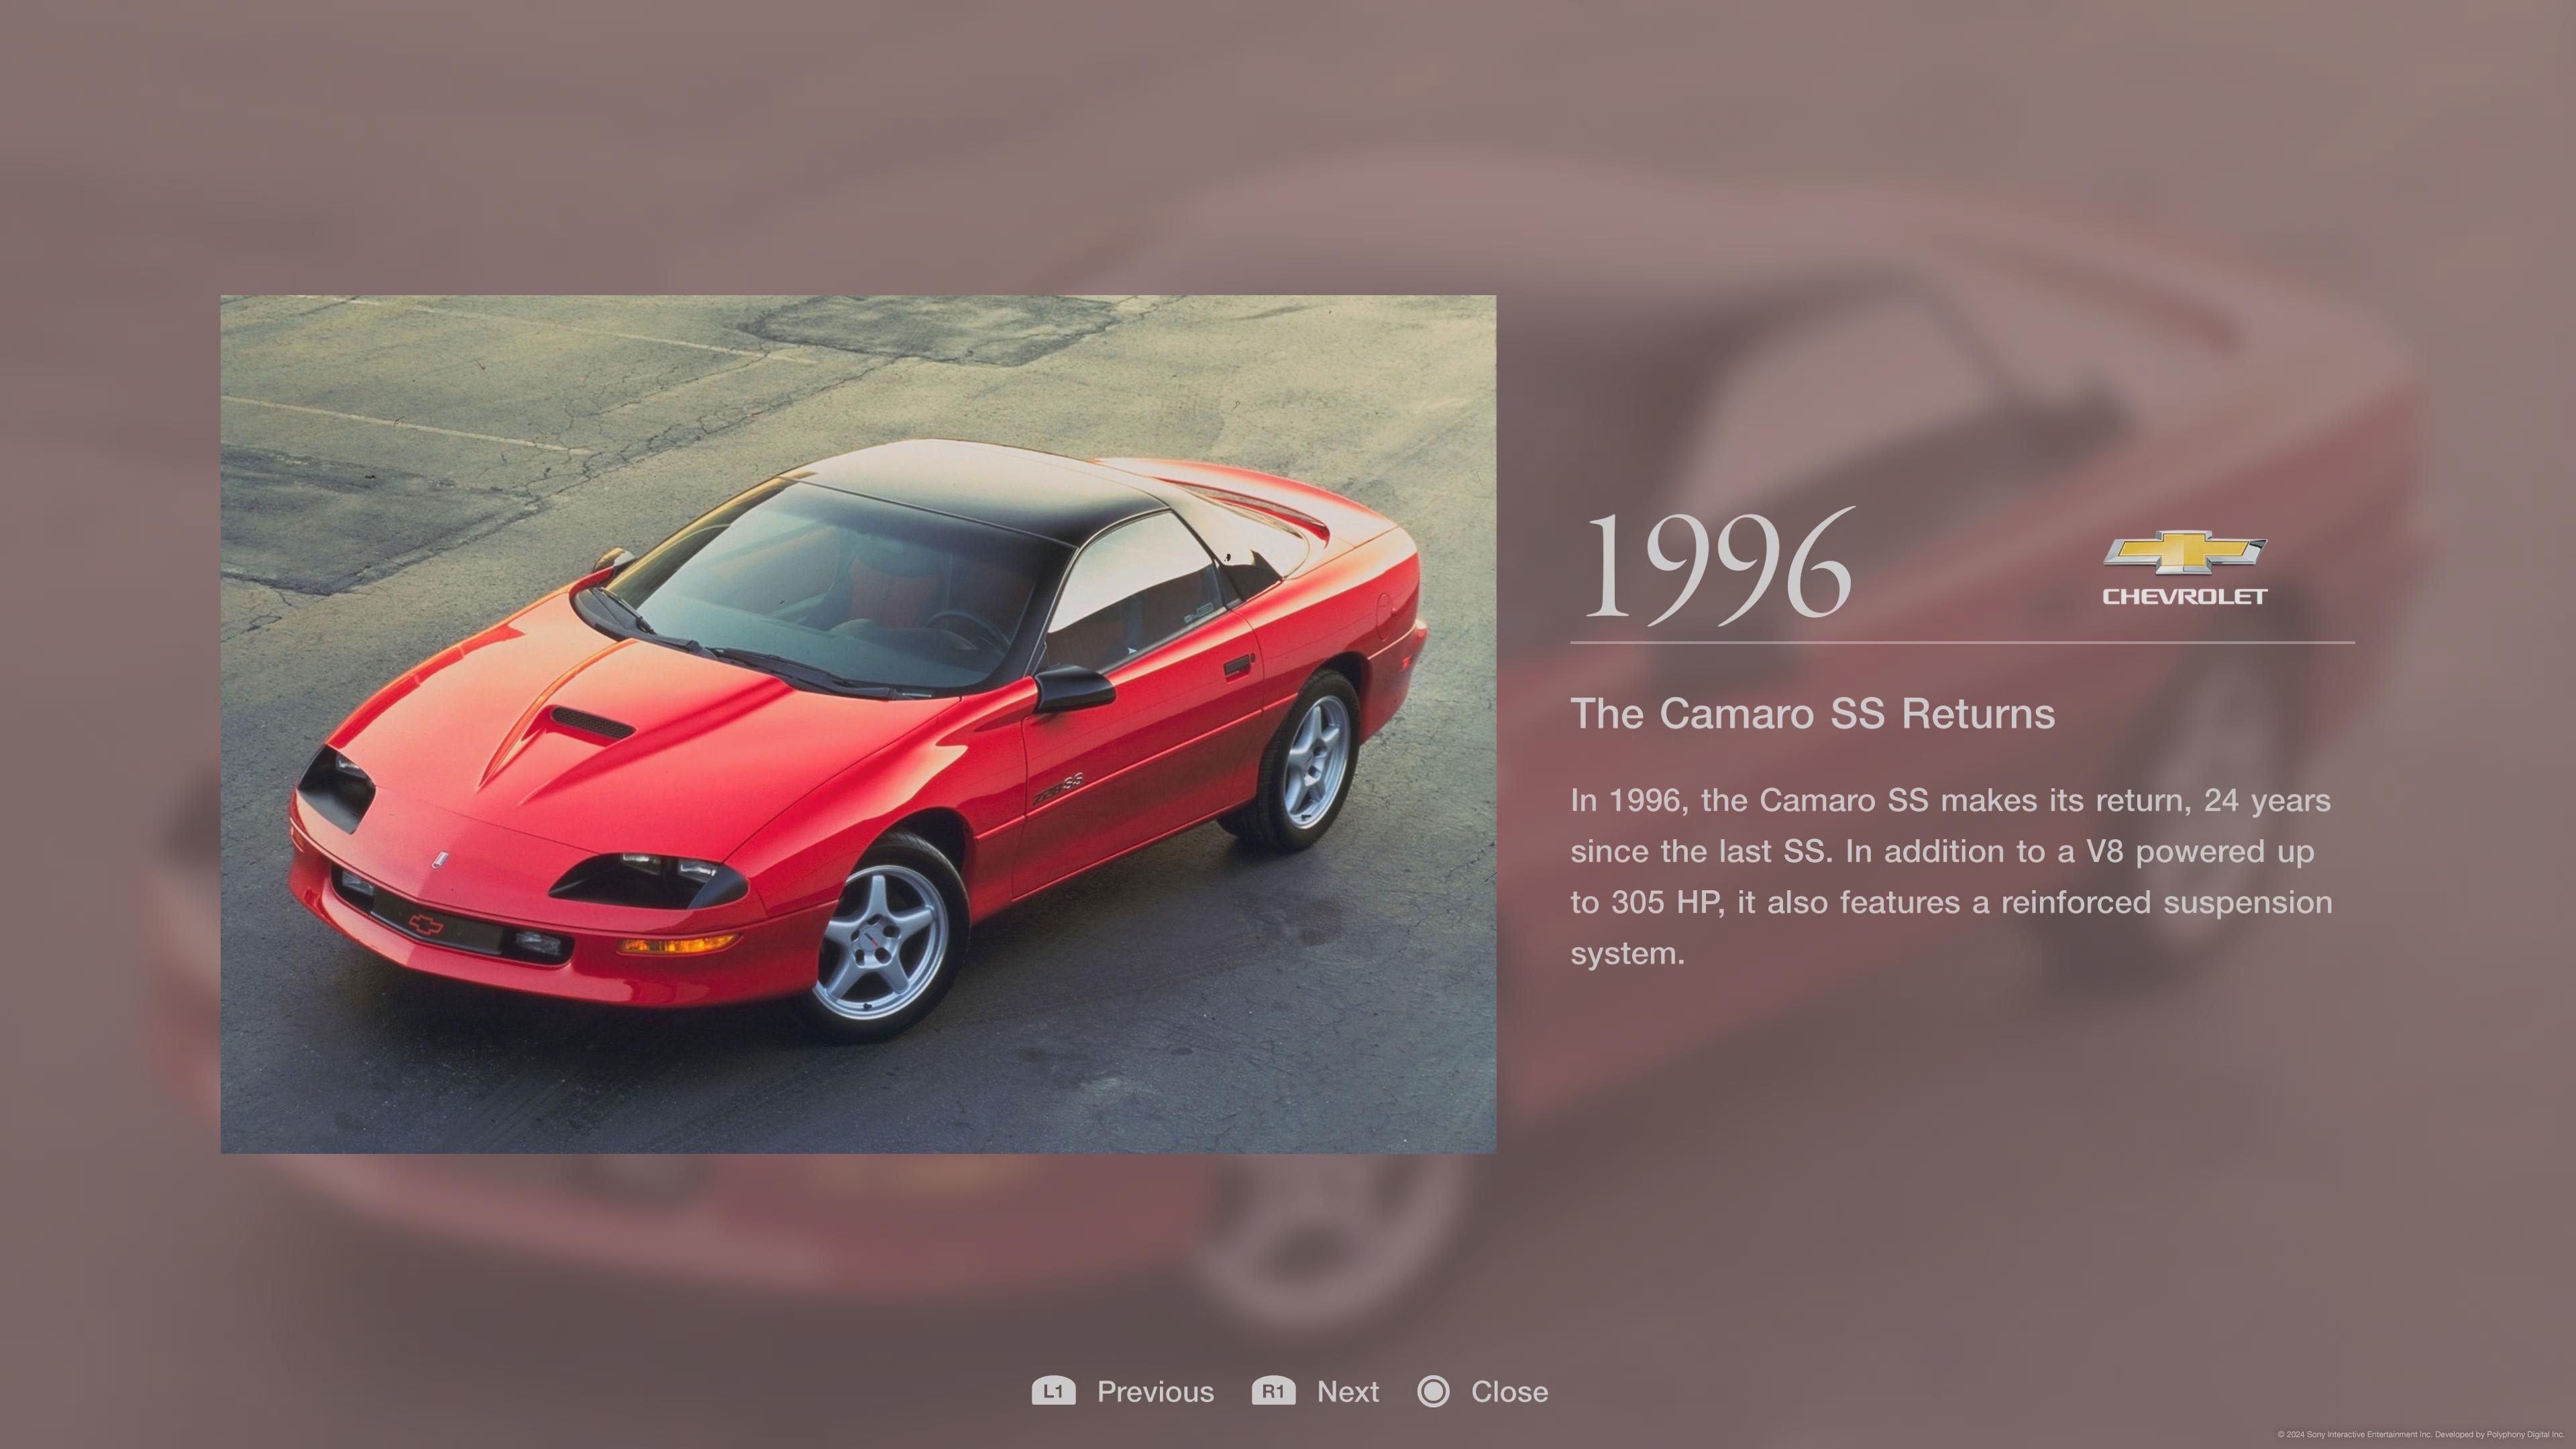 1996
CHEVROLET
The Camaro SS Returns
In 1996, the Camaro SS makes its return, 24 years
since the last SS. In addition to a V8 powered up
to 305 HP, it also features a reinforced suspension
system.
Z28 SS
L1 Previous R1 Next Close
© 2024 Sony Interactive Entertainment Inc. Developed by Polyphony Digital Inc.